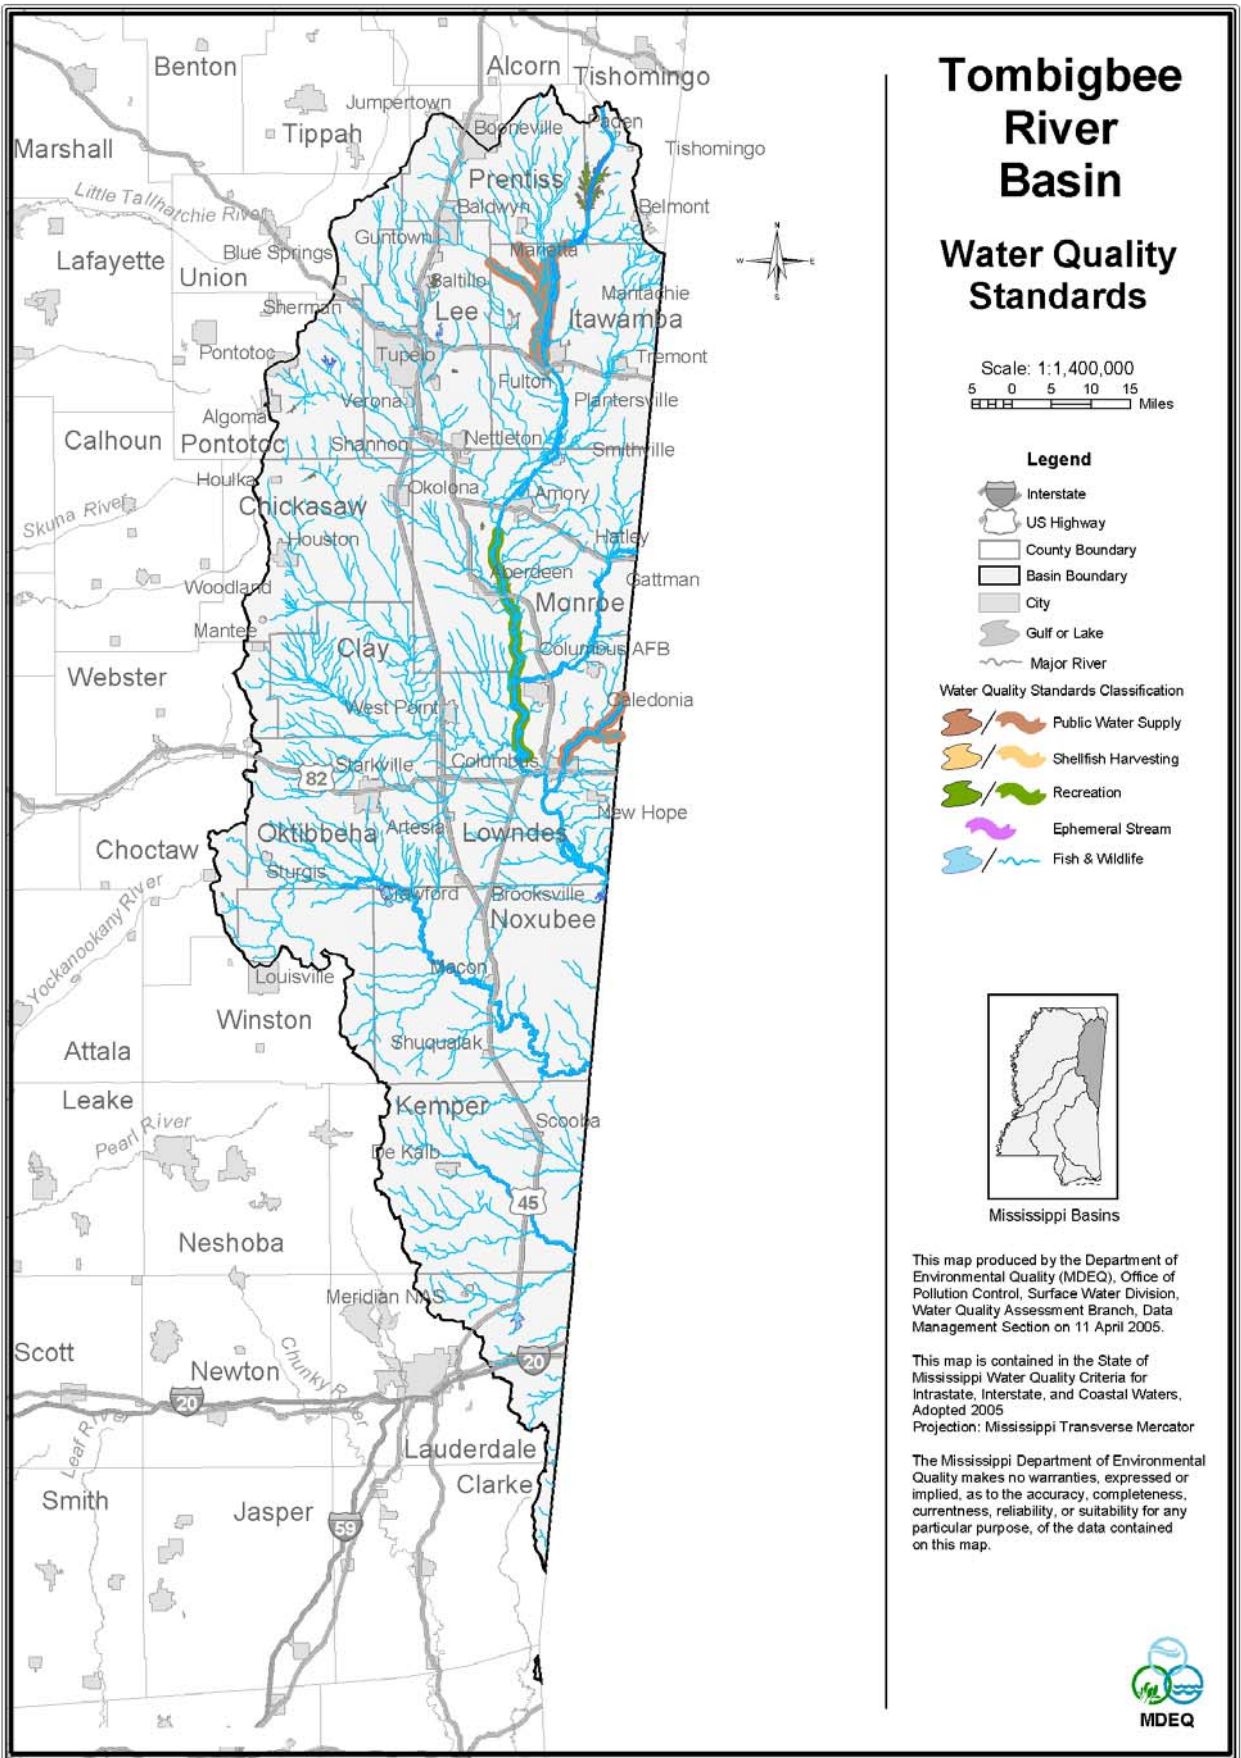 Tombigbee
River
Basin
Water Quality
Standards
Scale: 1:1,400,000
5 0 5 10 15
Miles
Legend
Interstate
US Highway
County Boundary
Basin Boundary
City
Gulf or Lake
Major River
Water Quality Standards Classification
Public Water Supply
Shellfish Harvesting
Recreation
Ephemeral Stream
Fish & Wildlife
Mississippi Basins
This map produced by the Department of
Environmental Quality (MDEQ), Office of
Pollution Control, Surface Water Division,
Water Quality Assessment Branch, Data
Management Section on 11 April 2005.
This map is contained in the State of
Mississippi Water Quality Criteria for
Intrastate, Interstate, and Coastal Waters,
Adopted 2005
Projection: Mississippi Transverse Mercator
The Mississippi Department of Environmental
Quality makes no warranties, expressed or
implied, as to the accuracy, completeness,
currentness, reliability, or suitability for any
particular purpose, of the data contained
on this map.
MDEQ
N
W E
S
Benton
Alcorn
Tishomingo
Jumpertown
Booneville
Paden
Tippah
Marshall
Tishomingo
Prentiss
Little Tallhatchie River
Baldwyn
Belmont
Guntown
Blue Springs
Marietta
Lafayette
Union
Saltillo
Mantachie
Sherman
Lee
Itawamba
Pontotoc
Tupelo
Tremont
Fulton
Verona
Plantersville
Algoma
Calhoun
Pontotoc
Shannon
Nettleton
Smithville
Houlka
Okolona
Amory
Skuna River
Chickasaw
Houston
Hatley
Aberdeen
Gattman
Woodland
Monroe
Mantee
Clay
Columbus AFB
Webster
West Point
Caledonia
Starkville
Columbus
82
New Hope
Oktibbeha
Artesia
Lowndes
Choctaw
Sturgis
Crawford
Brooksville
Yockanookany River
Noxubee
Macon
Louisville
Winston
Shuqualak
Attala
Leake
Kemper
Scooba
Pearl River
De Kalb
45
Neshoba
Meridian NAS
Scott
Newton
Chunky River
20
20
Leaf River
Lauderdale
Clarke
Smith
Jasper
59